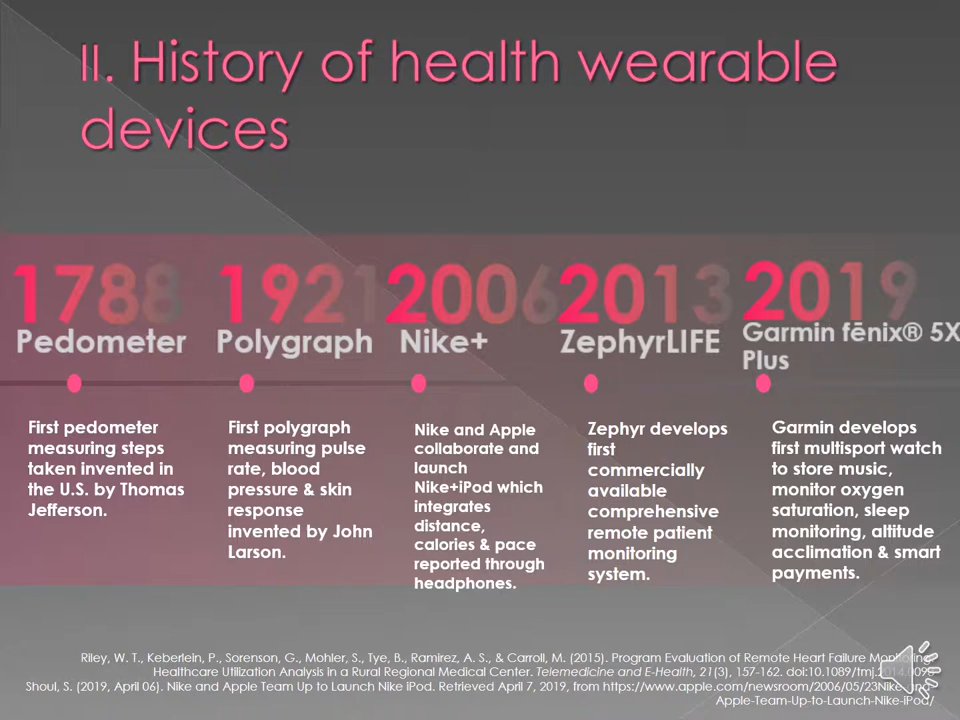 II. History of health wearable
devices
1788
Pedometer
First pedometer
measuring steps
taken invented in
the U.S. by Thomas
Jefferson.
1921
Polygraph
First polygraph
measuring pulse
rate, blood
pressure & skin
response
invented by John
Larson.
2006
Nike+
Nike and Apple
collaborate and
launch
Nike+iPod which
integrates
distance,
calories & pace
reported through
headphones.
2013
ZephyrLIFE
Zephyr develops
first
commercially
available
comprehensive
remote patient
monitoring
system.
2019
Garmin fēnix® 5X
Plus
Garmin develops
first multisport watch
to store music,
monitor oxygen
saturation, sleep
monitoring, altitude
acclimation & smart
payments.
Riley, W. T., Keberlein, P., Sorenson, G., Mohler, S., Tye, B., Ramirez, A. S., & Carroll, M. (2015). Program Evaluation of Remote Heart Failure Monitoring:
Healthcare Utilization Analysis in a Rural Regional Medical Center. Telemedicine and E-Health, 21(3), 157-162. doi:10.1089/tmj.2014.0093
Shoul, S. (2019, April 06). Nike and Apple Team Up to Launch Nike iPod. Retrieved April 7, 2019, from https://www.apple.com/newsroom/2006/05/23Nike-and-
Apple-Team-Up-to-Launch-Nike-iPod/